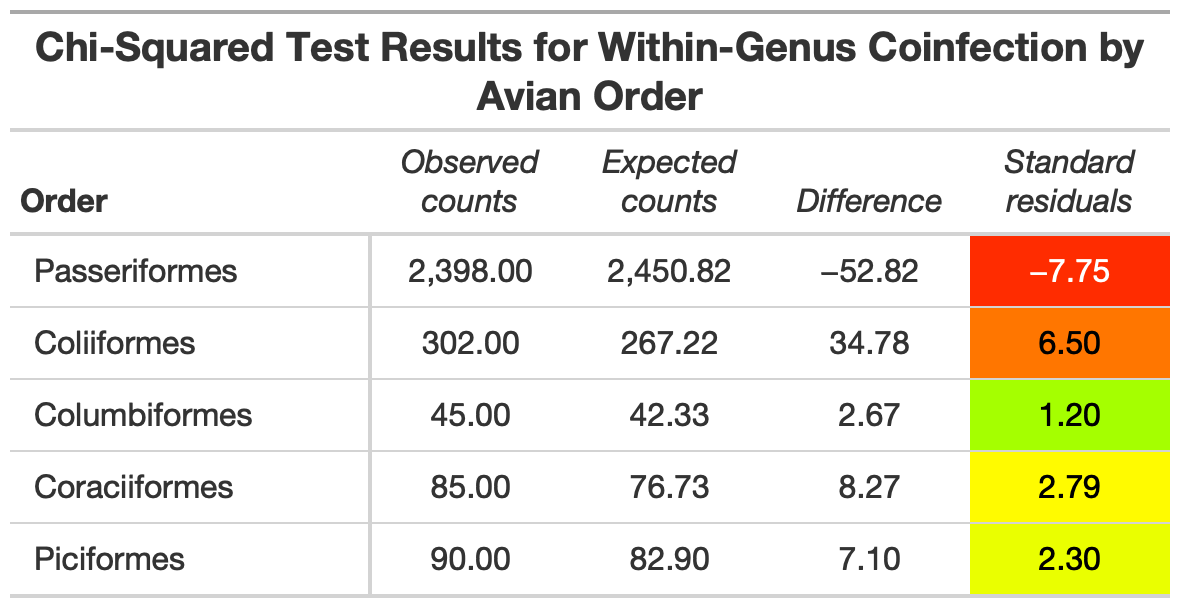 Chi-Squared Test Results for Within-Genus Coinfection by
Avian Order
Order Observed counts Expected counts Difference Standard residuals
Passeriformes 2,398.00 2,450.82 −52.82 −7.75
Coliiformes 302.00 267.22 34.78 6.50
Columbiformes 45.00 42.33 2.67 1.20
Coraciiformes 85.00 76.73 8.27 2.79
Piciformes 90.00 82.90 7.10 2.30